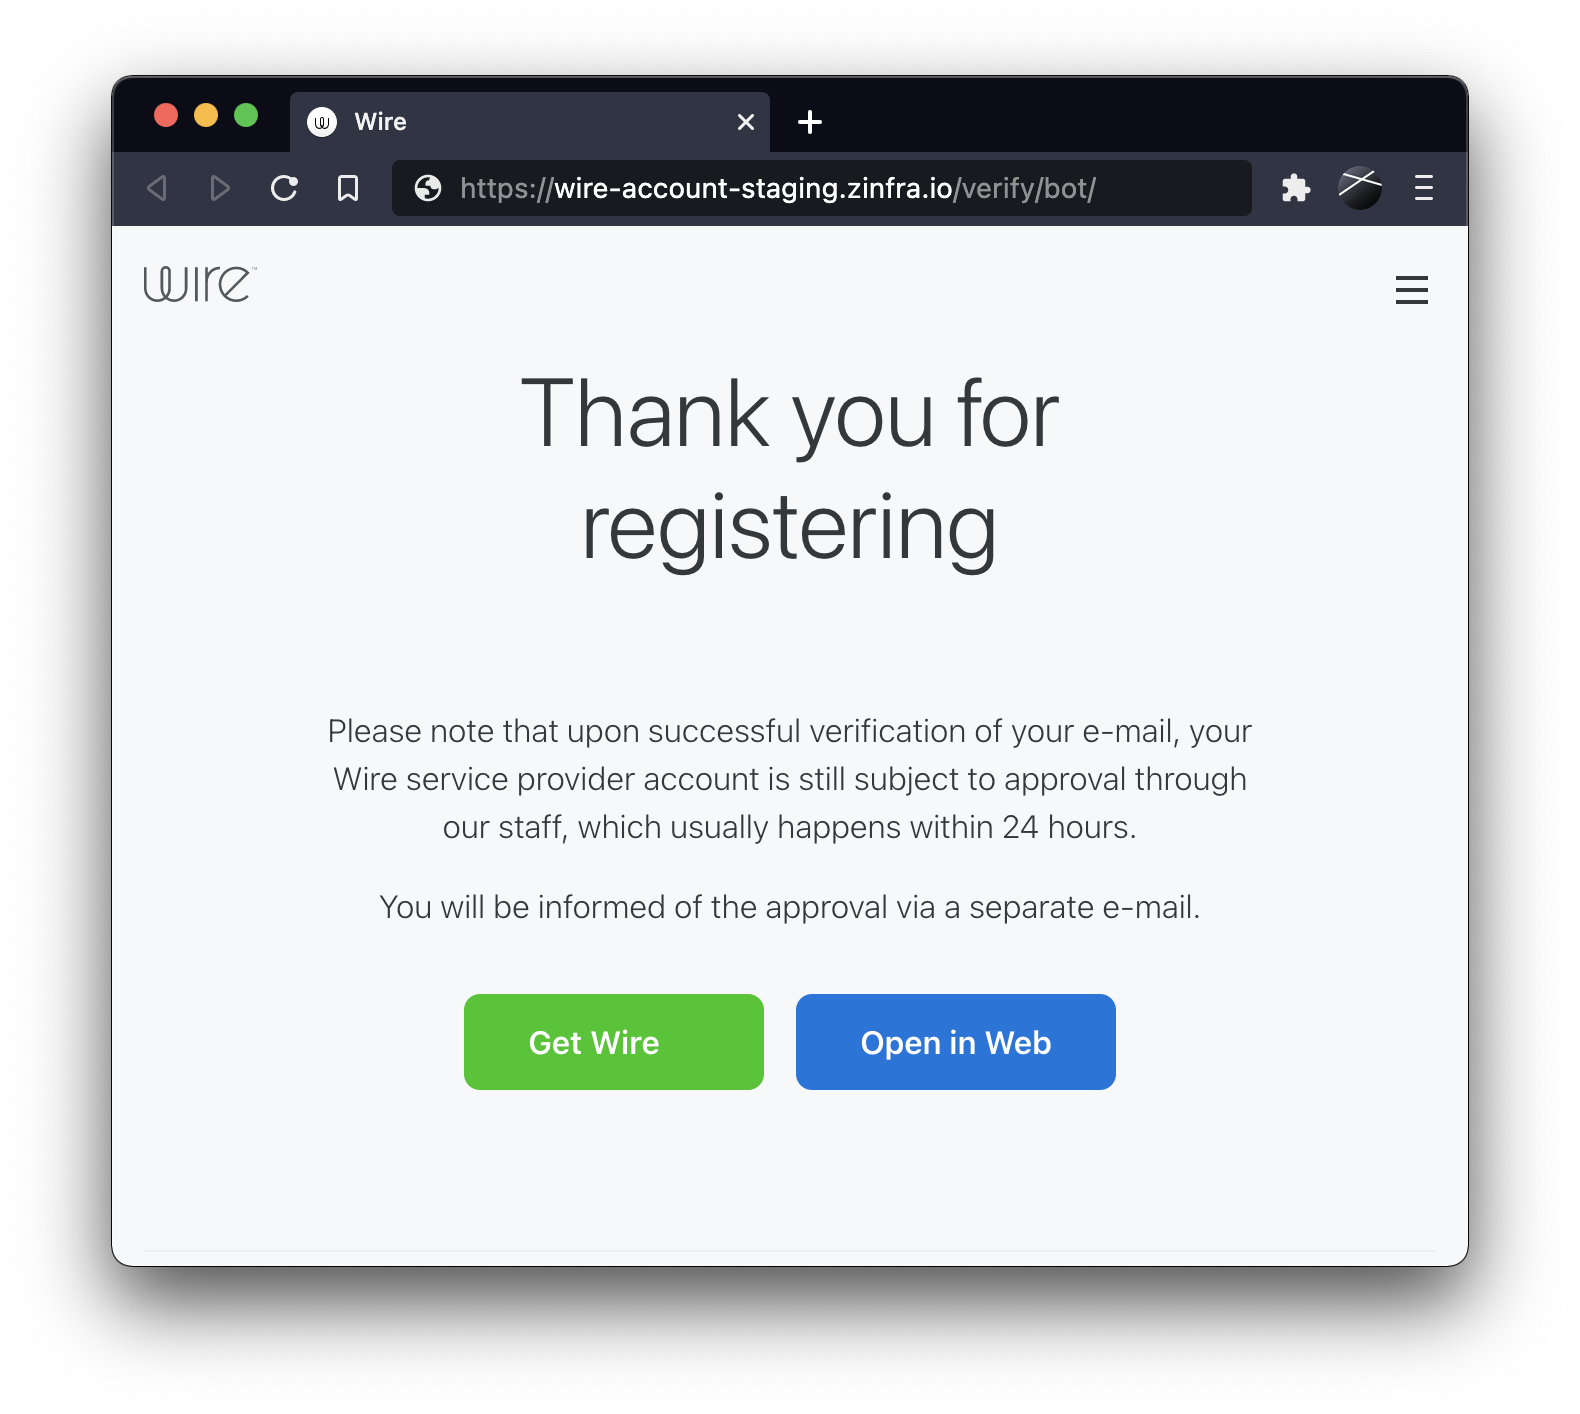 Wire
https://wire-account-staging.zinfra.io/verify/bot/
wire™
Thank you for
registering
Please note that upon successful verification of your e-mail, your
Wire service provider account is still subject to approval through
our staff, which usually happens within 24 hours.
You will be informed of the approval via a separate e-mail.
Get Wire
Open in Web